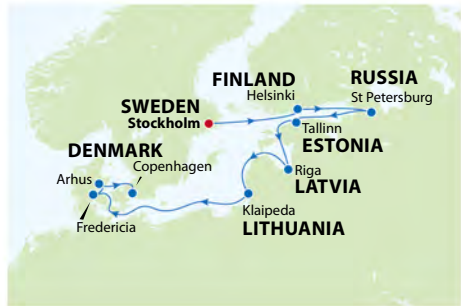 FINLAND
Helsinki
RUSSIA
St Petersburg
SWEDEN
Stockholm
Tallinn
ESTONIA
DENMARK
Copenhagen
Arhus
Riga
LATVIA
Fredericia
Klaipeda
LITHUANIA